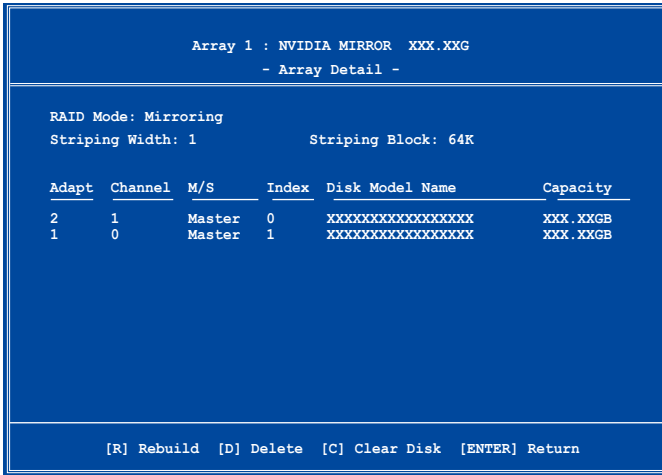 Array 1 : NVIDIA MIRROR XXX.XXG
- Array Detail -
RAID Mode: Mirroring
Striping Width: 1 Striping Block: 64K
Adapt Channel M/S Index Disk Model Name Capacity
2 1 Master 0 XXXXXXXXXXXXXXXXX XXX.XXGB
1 0 Master 1 XXXXXXXXXXXXXXXXX XXX.XXGB
[R] Rebuild [D] Delete [C] Clear Disk [ENTER] Return